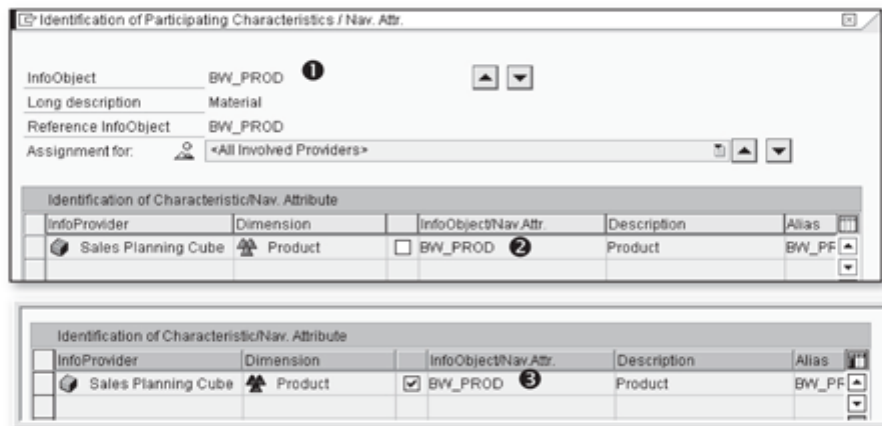 Identification of Participating Characteristics / Nav. Attr.
InfoObject BW_PROD ❶
Long description Material
Reference InfoObject BW_PROD
Assignment for: <All Involved Providers>
Identification of Characteristic/Nav. Attribute
InfoProvider Dimension InfoObject/Nav.Attr. Description Alias
Sales Planning Cube Product BW_PROD ❷ Product BW_PF
Identification of Characteristic/Nav. Attribute
InfoProvider Dimension InfoObject/Nav.Attr. Description Alias
Sales Planning Cube Product BW_PROD ❸ Product BW_PF